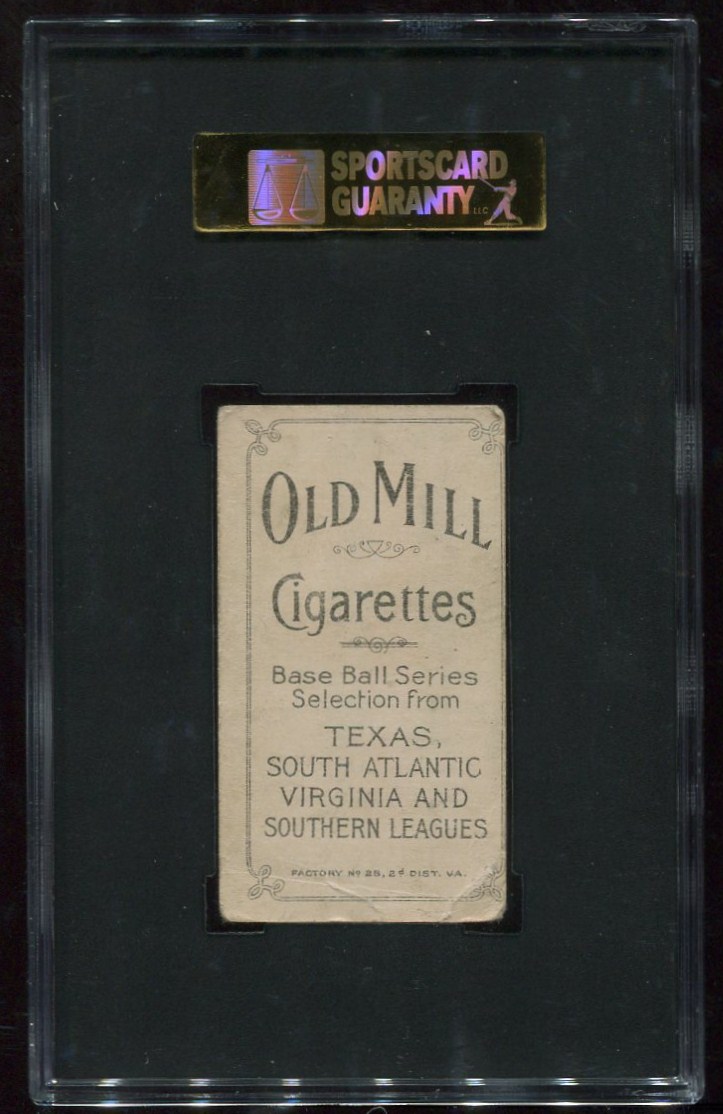 SPORTSCARD
GUARANTY LLC
OLD MILL
Cigarettes
Base Ball Series
Selection from
TEXAS,
SOUTH ATLANTIC
VIRGINIA AND
SOUTHERN LEAGUES
FACTORY Nº 25, 2ᵈ DIST. VA.